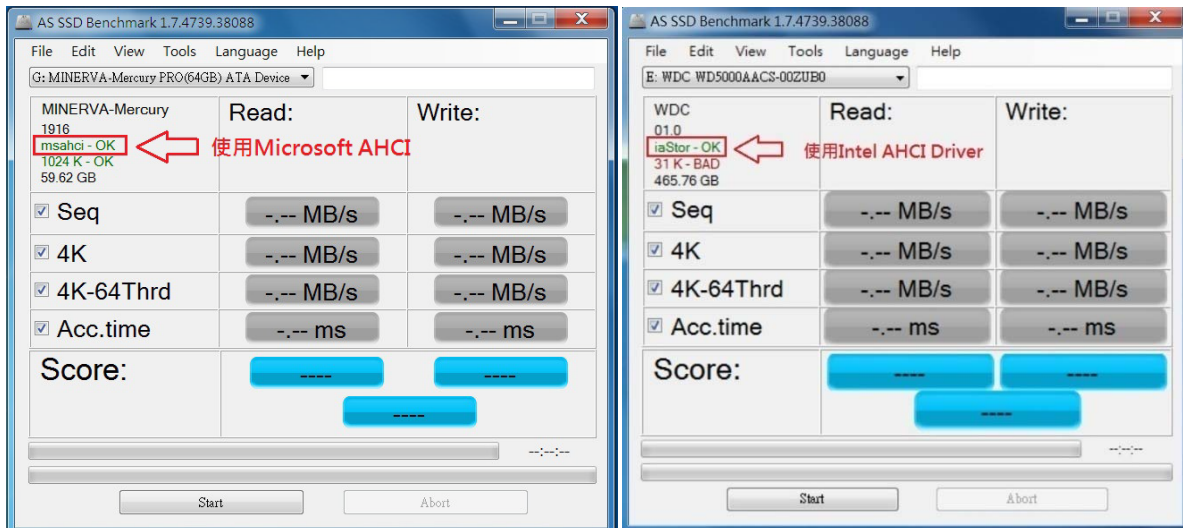 AS SSD Benchmark 1.7.4739.38088
File Edit View Tools Language Help
G: MINERVA-Mercury PRO(64GB) ATA Device
MINERVA-Mercury
1916
msahci - OK
1024 K - OK
59.62 GB
使用Microsoft AHCI
Read:
Write:
Seq
-.-- MB/s
-.-- MB/s
4K
-.-- MB/s
-.-- MB/s
4K-64Thrd
-.-- MB/s
-.-- MB/s
Acc.time
-.-- ms
-.-- ms
Score:
----
----
----
--:--:--
Start
Abort
AS SSD Benchmark 1.7.4739.38088
File Edit View Tools Language Help
E: WDC WD5000AACS-00ZUB0
WDC
01.0
iaStor - OK
31 K - BAD
465.76 GB
使用Intel AHCI Driver
Read:
Write:
Seq
-.-- MB/s
-.-- MB/s
4K
-.-- MB/s
-.-- MB/s
4K-64Thrd
-.-- MB/s
-.-- MB/s
Acc.time
-.-- ms
-.-- ms
Score:
----
----
----
--:--:--
Start
Abort